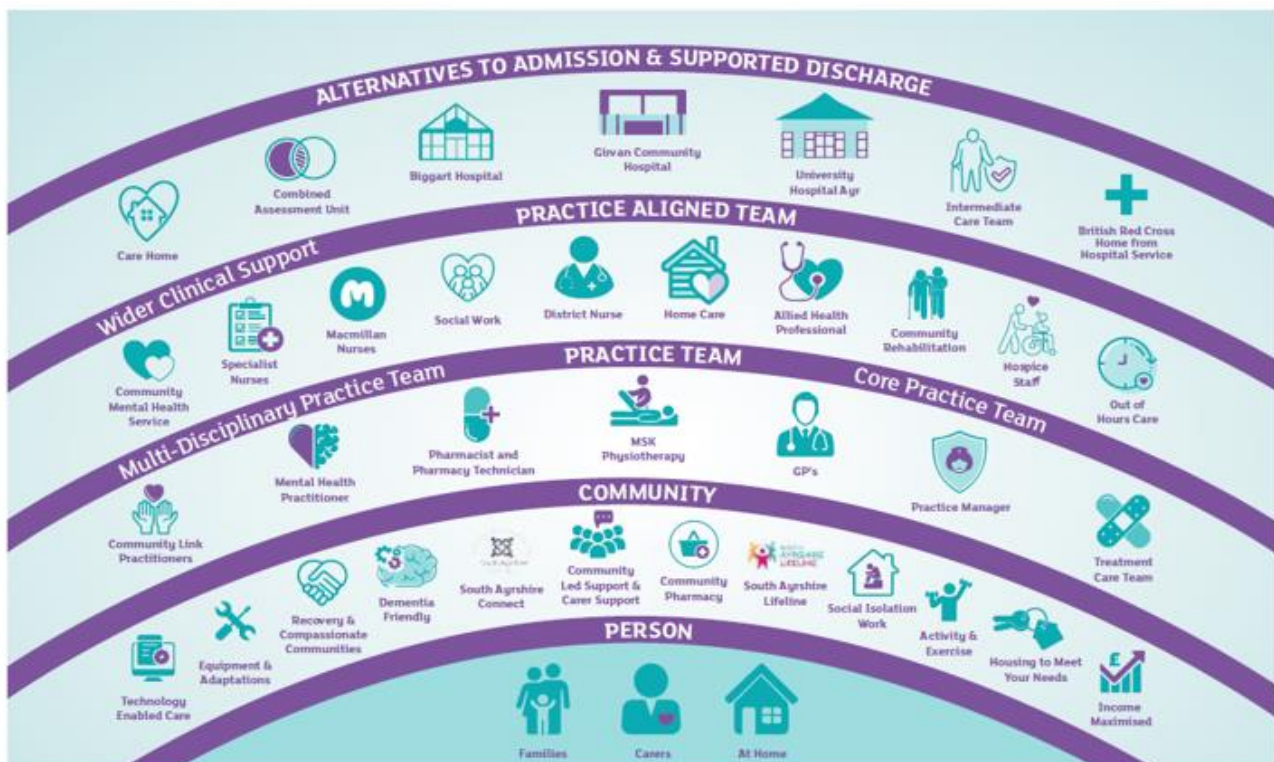 ALTERNATIVES TO ADMISSION & SUPPORTED DISCHARGE
Care Home
Combined
Assessment Unit
Biggart Hospital
Girvan Community
Hospital
University
Hospital Ayr
Intermediate
Care Team
British Red Cross
Home from
Hospital Service
Wider Clinical Support
PRACTICE ALIGNED TEAM
Community
Mental Health
Service
Specialist
Nurses
M
Macmillan
Nurses
Social Work
District Nurse
Home Care
Allied Health
Professional
Community
Rehabilitation
Hospice
Staff
Out of
Hours Care
Multi-Disciplinary Practice Team
PRACTICE TEAM
Core Practice Team
Community Link
Practitioners
Mental Health
Practitioner
Pharmacist and
Pharmacy Technician
MSK
Physiotherapy
GP's
Practice Manager
Treatment
Care Team
COMMUNITY
Technology
Enabled Care
Equipment &
Adaptations
Recovery &
Compassionate
Communities
Dementia
Friendly
South Ayrshire
Connect
Community
Led Support &
Carer Support
Community
Pharmacy
SOUTH
AYRSHIRE
LIFELINE
South Ayrshire
Lifeline
Social Isolation
Work
Activity &
Exercise
Housing to Meet
Your Needs
£
Income
Maximised
PERSON
Families
Carers
At Home